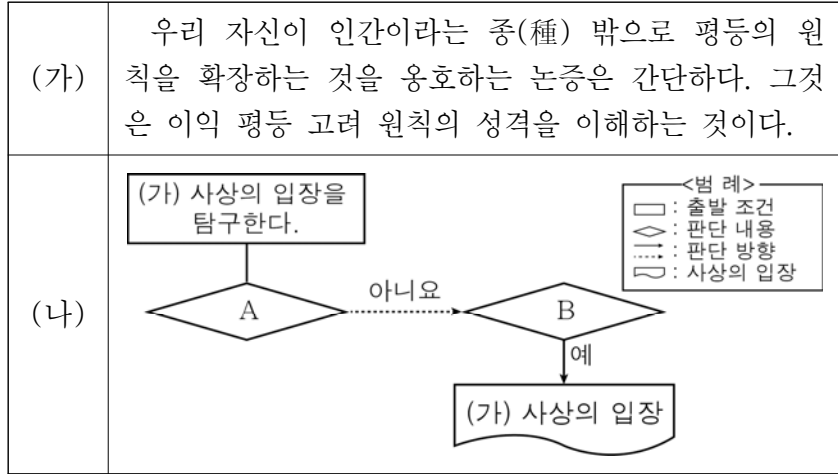 (가)
우리 자신이 인간이라는 종(種) 밖으로 평등의 원
칙을 확장하는 것을 옹호하는 논증은 간단하다. 그것
은 이익 평등 고려 원칙의 성격을 이해하는 것이다.
(나)
(가) 사상의 입장을
탐구한다.
<범 례>
: 출발 조건
: 판단 내용
: 판단 방향
: 사상의 입장
A
아니요
B
예
(가) 사상의 입장